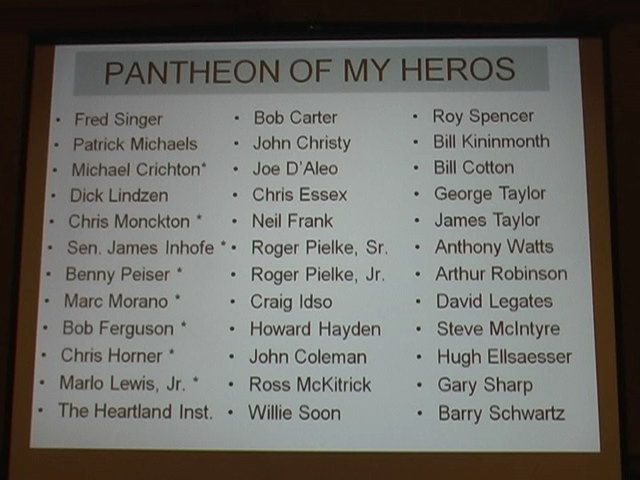 PANTHEON OF MY HEROS
• Fred Singer
• Patrick Michaels
• Michael Crichton*
• Dick Lindzen
• Chris Monckton *
• Sen. James Inhofe *
• Benny Peiser *
• Marc Morano *
• Bob Ferguson *
• Chris Horner *
• Marlo Lewis, Jr. *
• The Heartland Inst.
• Bob Carter
• John Christy
• Joe D'Aleo
• Chris Essex
• Neil Frank
• Roger Pielke, Sr.
• Roger Pielke, Jr.
• Craig Idso
• Howard Hayden
• John Coleman
• Ross McKitrick
• Willie Soon
• Roy Spencer
• Bill Kininmonth
• Bill Cotton
• George Taylor
• James Taylor
• Anthony Watts
• Arthur Robinson
• David Legates
• Steve McIntyre
• Hugh Ellsaesser
• Gary Sharp
• Barry Schwartz